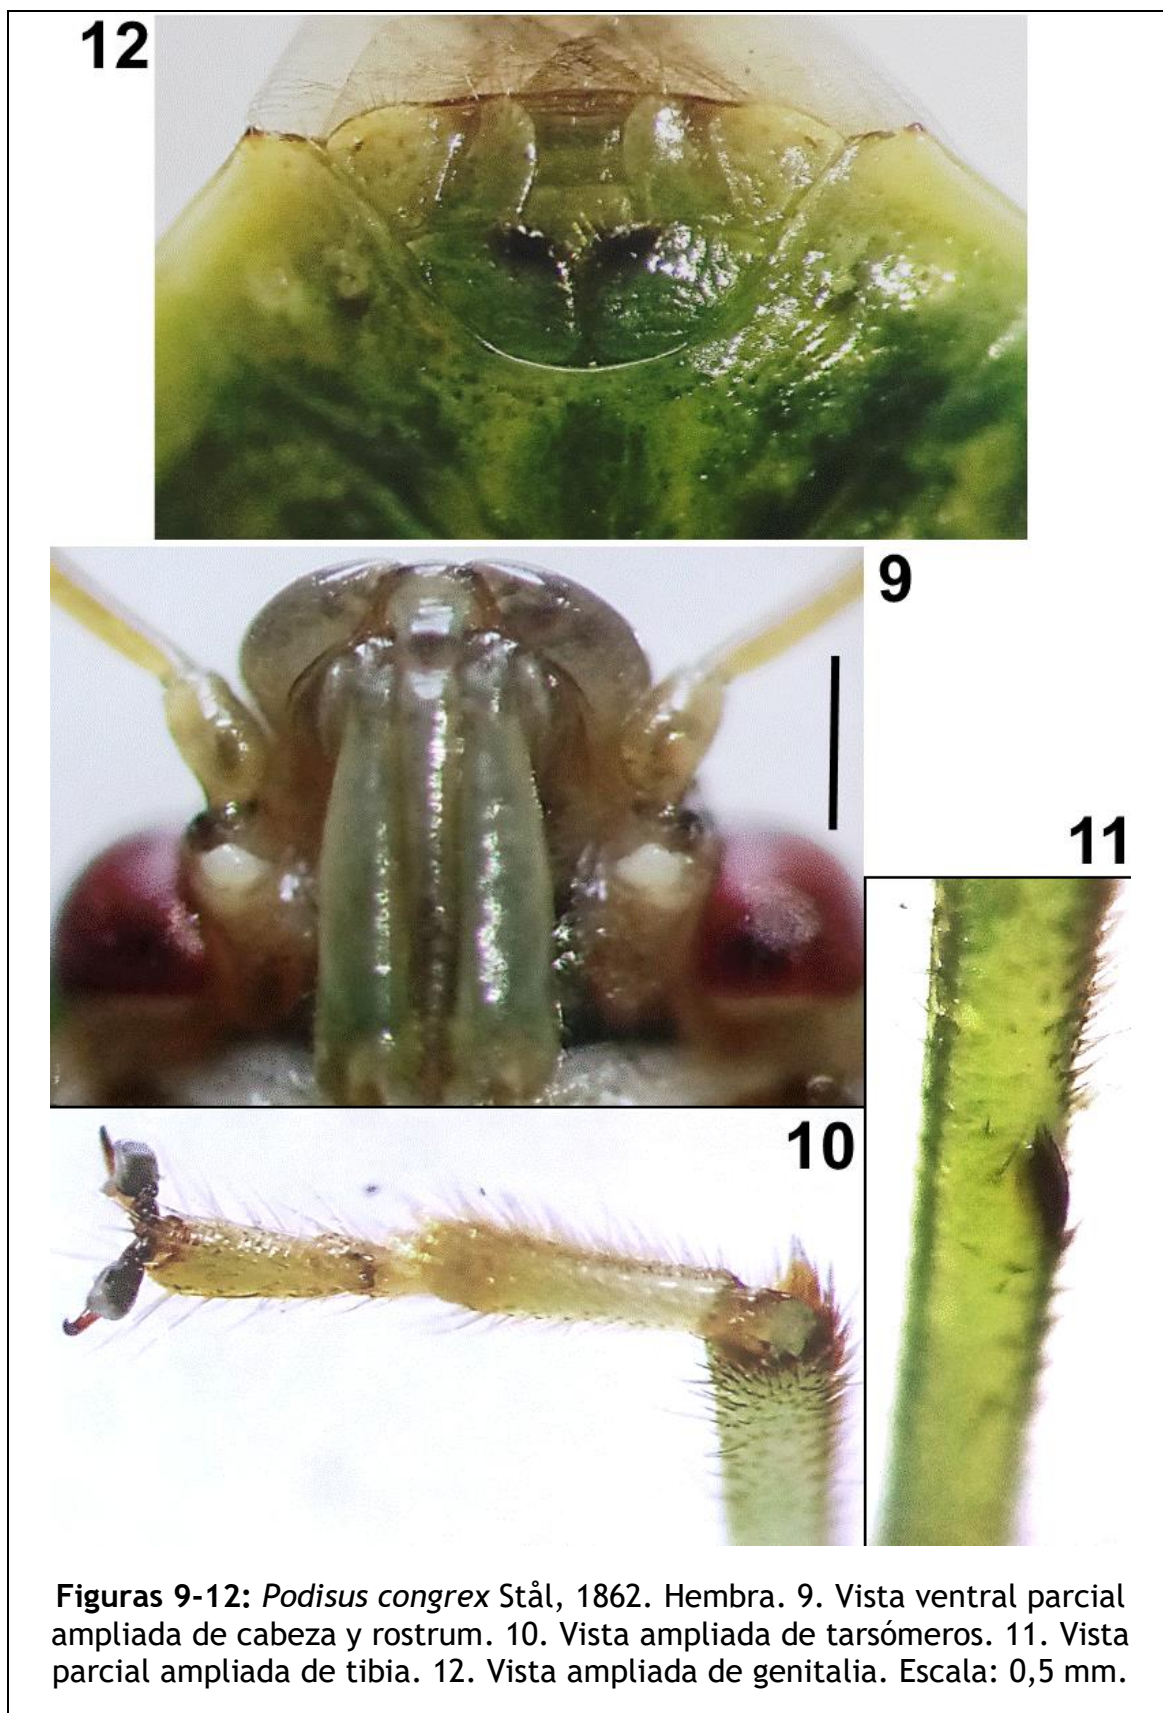 12
9
11
10
Figuras 9-12: Podisus congrex Stål, 1862. Hembra. 9. Vista ventral parcial
ampliada de cabeza y rostrum. 10. Vista ampliada de tarsómeros. 11. Vista
parcial ampliada de tibia. 12. Vista ampliada de genitalia. Escala: 0,5 mm.